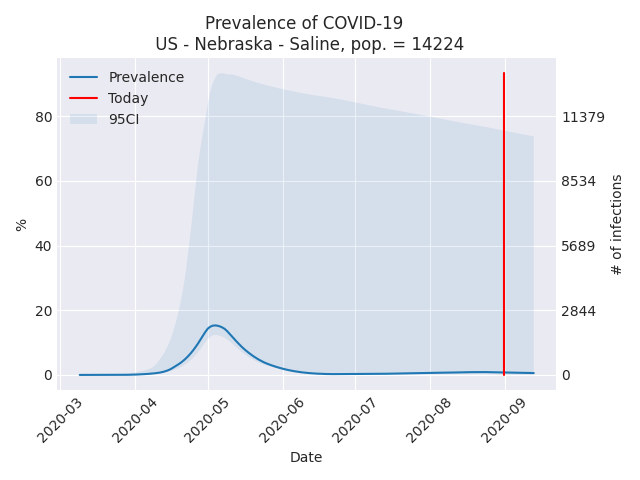 Prevalence of COVID-19
US - Nebraska - Saline, pop. = 14224
Prevalence
Today
95CI
80
60
40
20
0
%
11379
8534
5689
2844
0
# of infections
2020-03
2020-04
2020-05
2020-06
2020-07
2020-08
2020-09
Date